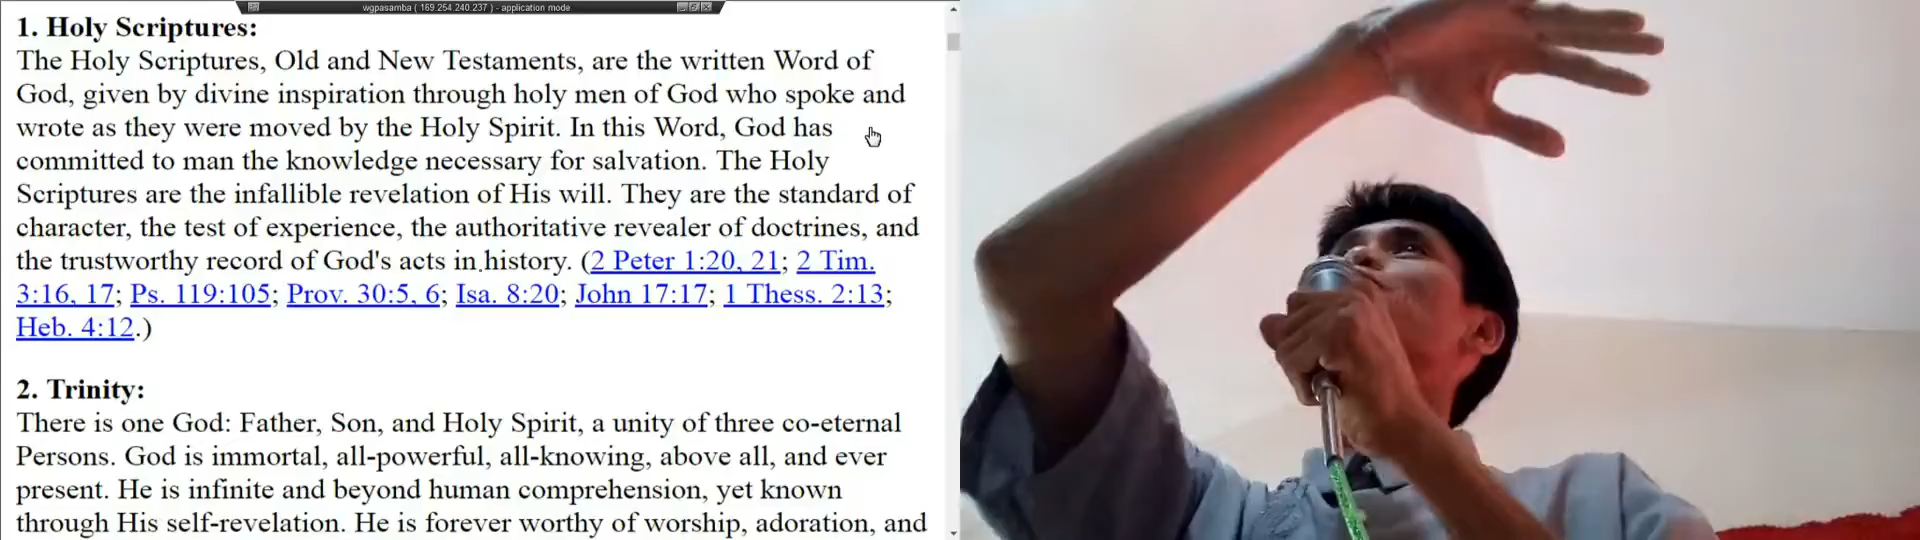 wgpasamba ( 169.254.240.237 ) - application mode
1. Holy Scriptures:
The Holy Scriptures, Old and New Testaments, are the written Word of
God, given by divine inspiration through holy men of God who spoke and
wrote as they were moved by the Holy Spirit. In this Word, God has
committed to man the knowledge necessary for salvation. The Holy
Scriptures are the infallible revelation of His will. They are the standard of
character, the test of experience, the authoritative revealer of doctrines, and
the trustworthy record of God's acts in history. (2 Peter 1:20, 21; 2 Tim.
3:16, 17; Ps. 119:105; Prov. 30:5, 6; Isa. 8:20; John 17:17; 1 Thess. 2:13;
Heb. 4:12.)
2. Trinity:
There is one God: Father, Son, and Holy Spirit, a unity of three co-eternal
Persons. God is immortal, all-powerful, all-knowing, above all, and ever
present. He is infinite and beyond human comprehension, yet known
through His self-revelation. He is forever worthy of worship, adoration, and